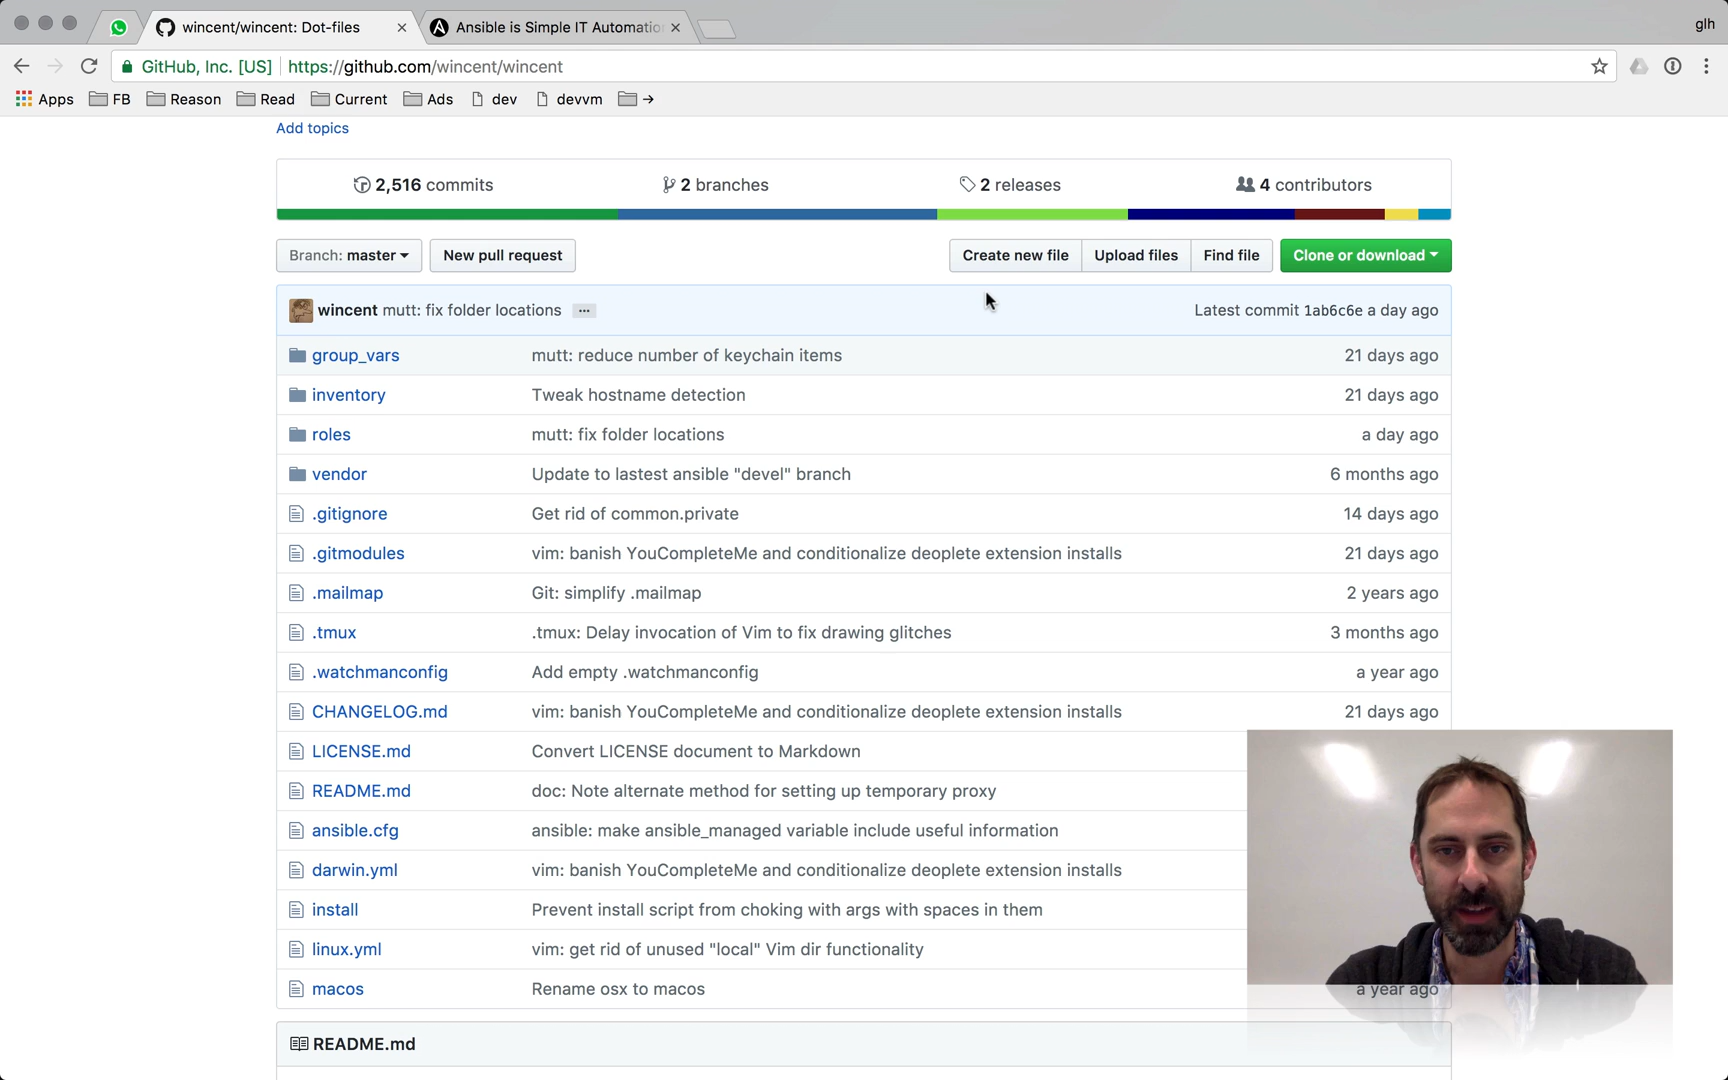 wincent/wincent: Dot-files
Ansible is Simple IT Automatio
glh
GitHub, Inc. [US] https://github.com/wincent/wincent
Apps FB Reason Read Current Ads dev devvm →
Add topics
2,516 commits 2 branches 2 releases 4 contributors
Branch: master New pull request Create new file Upload files Find file Clone or download
wincent mutt: fix folder locations ... Latest commit 1ab6c6e a day ago
group_vars mutt: reduce number of keychain items 21 days ago
inventory Tweak hostname detection 21 days ago
roles mutt: fix folder locations a day ago
vendor Update to lastest ansible "devel" branch 6 months ago
.gitignore Get rid of common.private 14 days ago
.gitmodules vim: banish YouCompleteMe and conditionalize deoplete extension installs 21 days ago
.mailmap Git: simplify .mailmap 2 years ago
.tmux .tmux: Delay invocation of Vim to fix drawing glitches 3 months ago
.watchmanconfig Add empty .watchmanconfig a year ago
CHANGELOG.md vim: banish YouCompleteMe and conditionalize deoplete extension installs 21 days ago
LICENSE.md Convert LICENSE document to Markdown
README.md doc: Note alternate method for setting up temporary proxy
ansible.cfg ansible: make ansible_managed variable include useful information
darwin.yml vim: banish YouCompleteMe and conditionalize deoplete extension installs
install Prevent install script from choking with args with spaces in them
linux.yml vim: get rid of unused "local" Vim dir functionality
macos Rename osx to macos a year ago
README.md